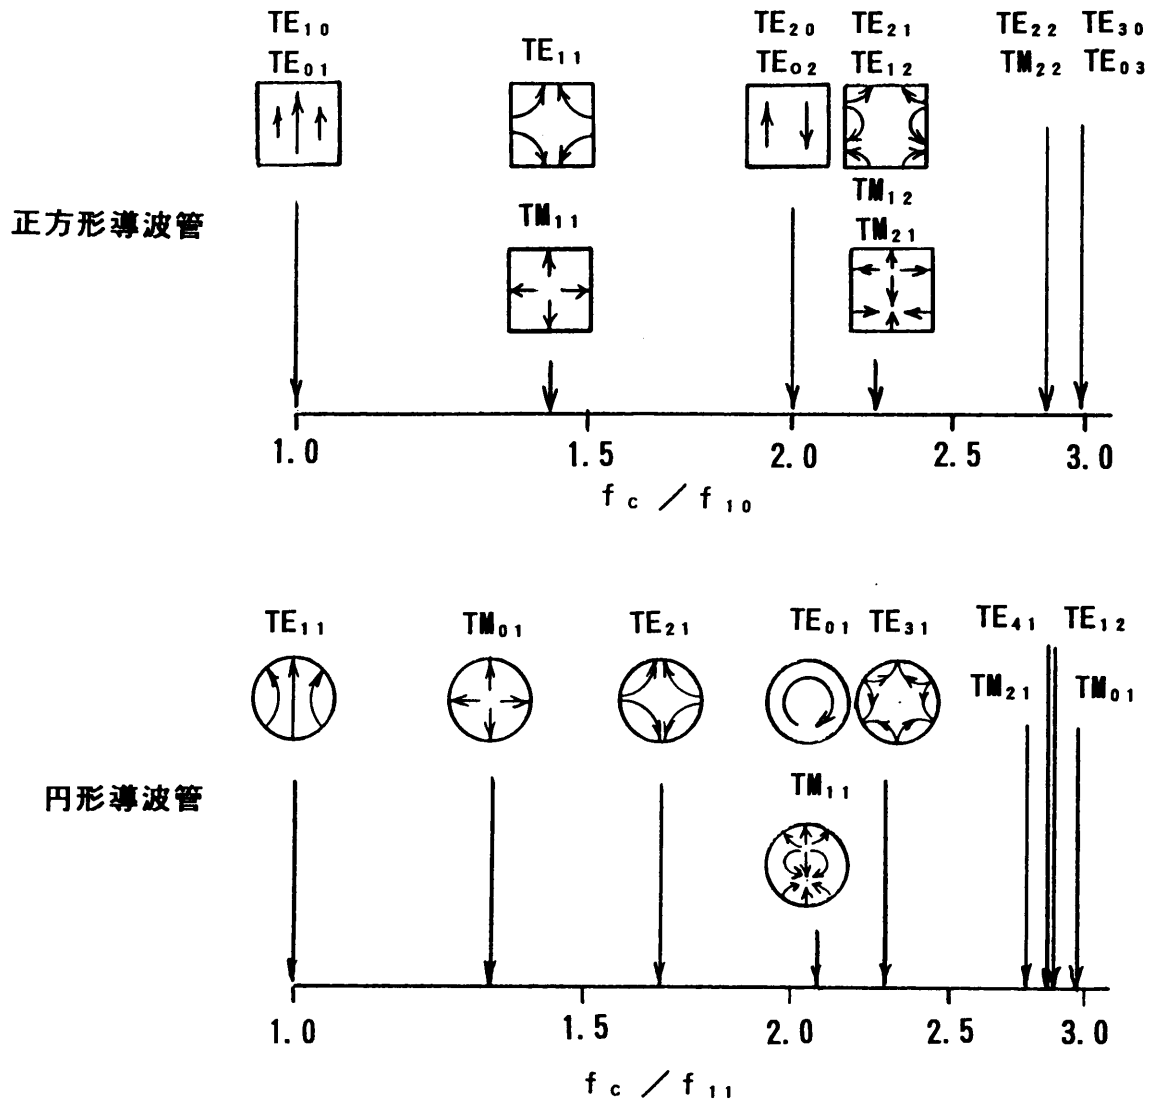 TE₁₀ TE₂₀ TE₂₁ TE₂₂ TE₃₀
TE₀₁ TE₁₁ TE₀₂ TE₁₂ TM₂₂ TE₀₃
TM₁₁ TM₁₂
正方形導波管 TM₂₁
1.0 1.5 2.0 2.5 3.0
f c ／ f ₁₀
TE₁₁ TM₀₁ TE₂₁ TE₀₁ TE₃₁ TE₄₁ TE₁₂
TM₂₁ TM₀₁
円形導波管 TM₁₁
1.0 1.5 2.0 2.5 3.0
f c ／ f ₁₁